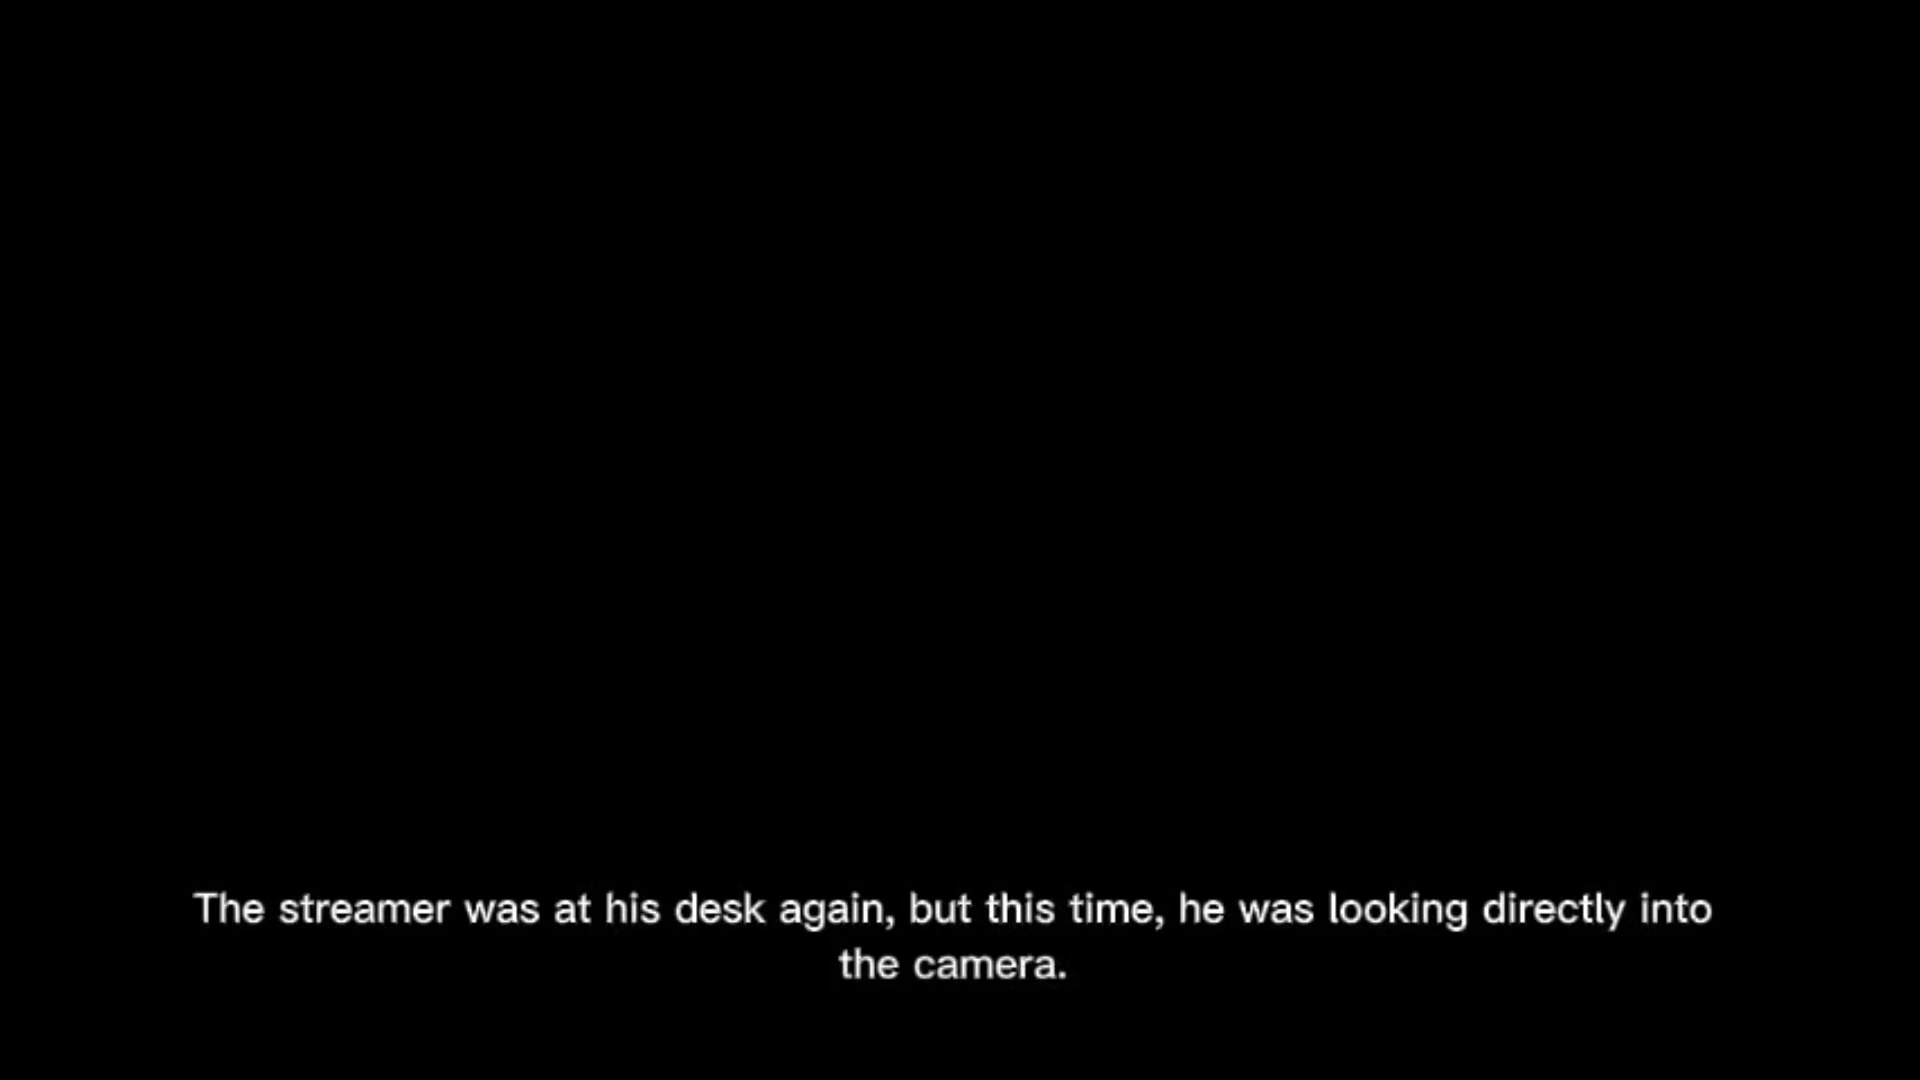 The streamer was at his desk again, but this time, he was looking directly into
the camera.